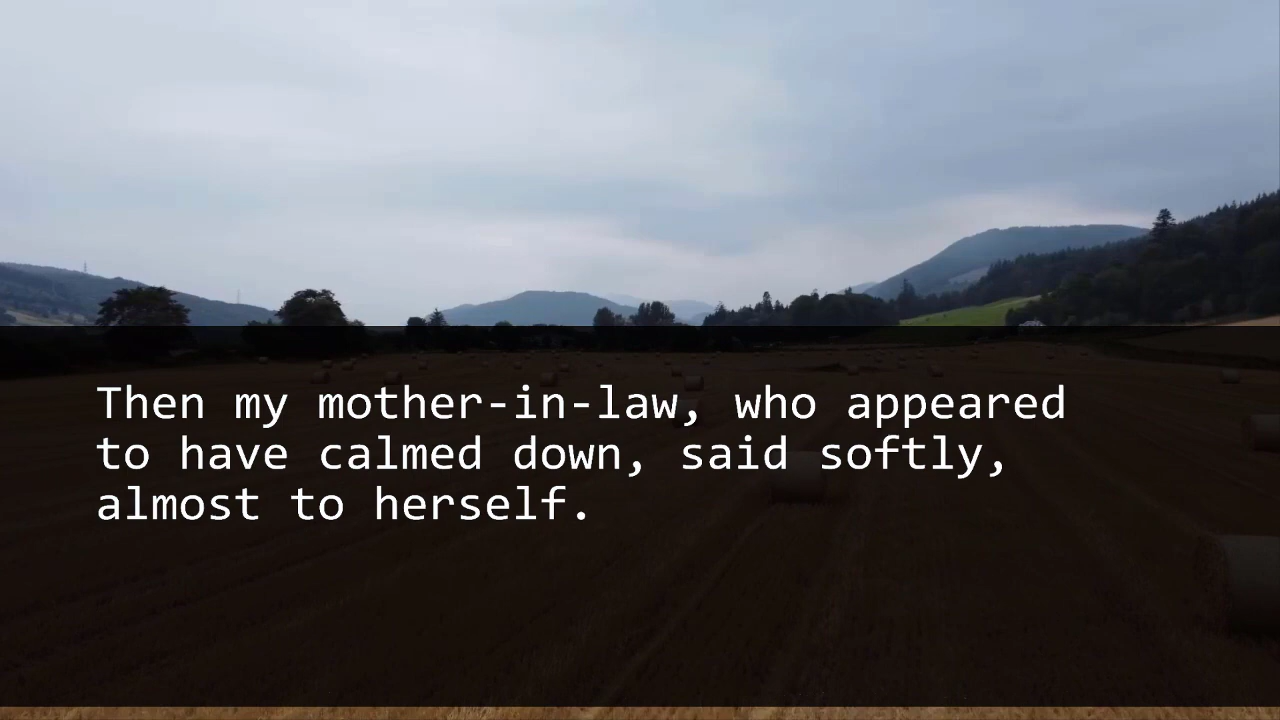 Then my mother-in-law, who appeared
to have calmed down, said softly,
almost to herself.